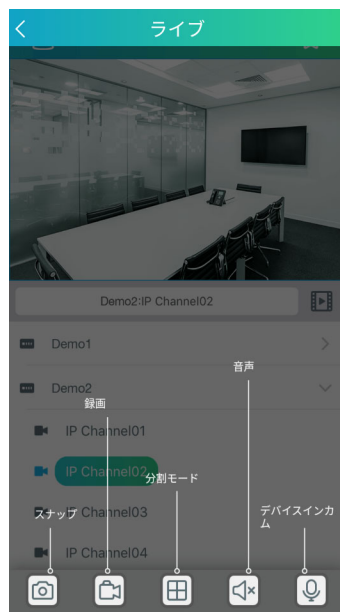 ライブ
Demo2:IP Channel02
Demo1
音声
Demo2
録画
IP Channel01
IP Channel02
分割モード
スナップ
IP Channel03
デバイスインカ
ム
IP Channel04